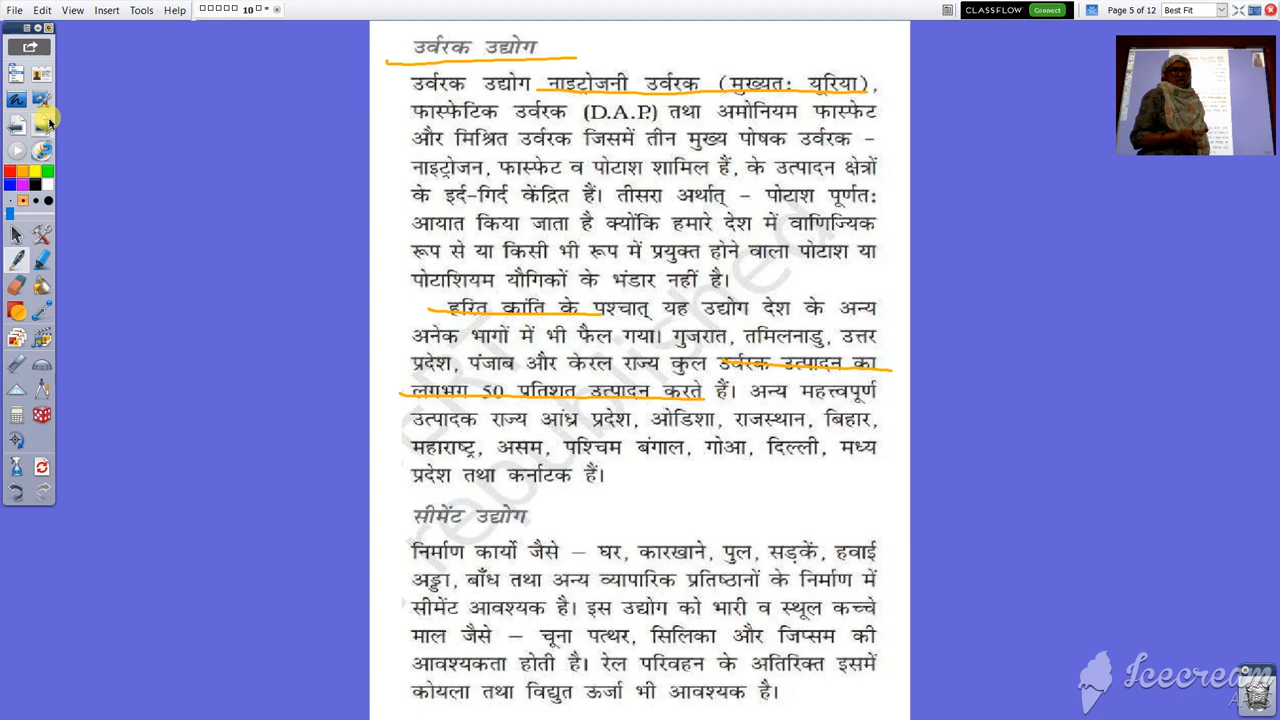 File Edit View Insert Tools Help
10
CLASSFLOW Connect
Page 5 of 12 Best Fit
उर्वरक उद्योग
उर्वरक उद्योग नाइट्रोजनी उर्वरक (मुख्यत: यूरिया),
फास्फेटिक उर्वरक (D.A.P.) तथा अमोनियम फास्फेट
और मिश्रित उर्वरक जिसमें तीन मुख्य पोषक उर्वरक –
नाइट्रोजन, फास्फेट व पोटाश शामिल हैं, के उत्पादन क्षेत्रों
के इर्द-गिर्द केंद्रित हैं। तीसरा अर्थात् – पोटाश पूर्णत:
आयात किया जाता है क्योंकि हमारे देश में वाणिज्यिक
रूप से या किसी भी रूप में प्रयुक्त होने वाला पोटाश या
पोटाशियम यौगिकों के भंडार नहीं है।
हरित क्रांति के पश्चात् यह उद्योग देश के अन्य
अनेक भागों में भी फैल गया। गुजरात, तमिलनाडु, उत्तर
प्रदेश, पंजाब और केरल राज्य कुल उर्वरक उत्पादन का
लगभग 50 प्रतिशत उत्पादन करते हैं। अन्य महत्त्वपूर्ण
उत्पादक राज्य आंध्र प्रदेश, ओडिशा, राजस्थान, बिहार,
महाराष्ट्र, असम, पश्चिम बंगाल, गोआ, दिल्ली, मध्य
प्रदेश तथा कर्नाटक हैं।
सीमेंट उद्योग
निर्माण कार्यो जैसे – घर, कारखाने, पुल, सड़कें, हवाई
अड्डा, बाँध तथा अन्य व्यापारिक प्रतिष्ठानों के निर्माण में
सीमेंट आवश्यक है। इस उद्योग को भारी व स्थूल कच्चे
माल जैसे – चूना पत्थर, सिलिका और जिप्सम की
आवश्यकता होती है। रेल परिवहन के अतिरिक्त इसमें
कोयला तथा विद्युत ऊर्जा भी आवश्यक है।
Icecream
APPS